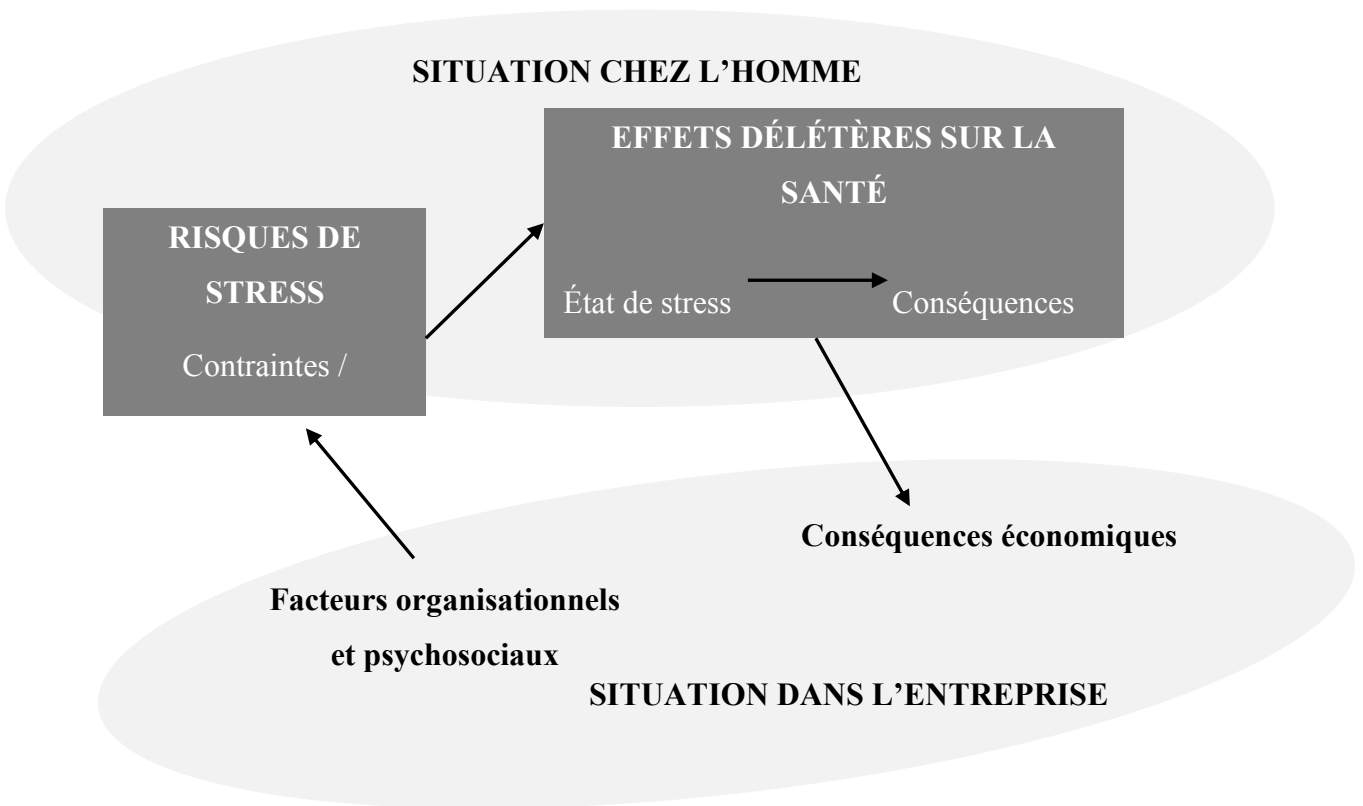 SITUATION CHEZ L’HOMME
EFFETS DÉLÉTÈRES SUR LA
SANTÉ
État de stress
Conséquences
RISQUES DE
STRESS
Contraintes /
Conséquences économiques
Facteurs organisationnels
et psychosociaux
SITUATION DANS L’ENTREPRISE